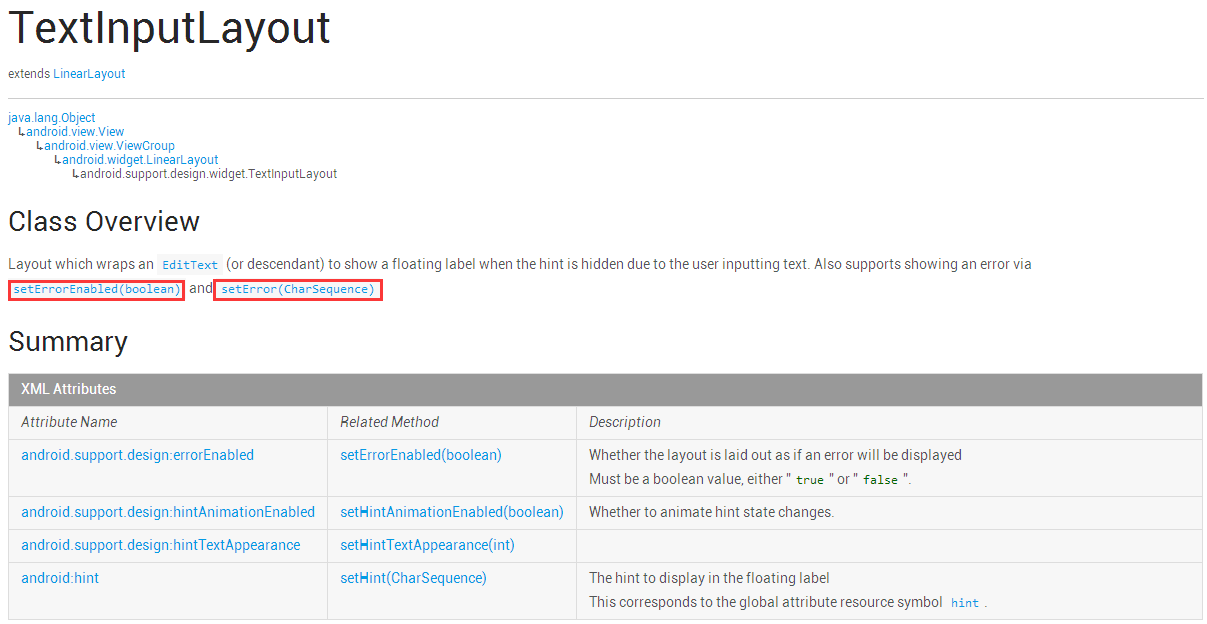 TextInputLayout
extends LinearLayout
java.lang.Object
↳android.view.View
↳android.view.ViewGroup
↳android.widget.LinearLayout
↳android.support.design.widget.TextInputLayout
Class Overview
Layout which wraps an EditText (or descendant) to show a floating label when the hint is hidden due to the user inputting text. Also supports showing an error via
setErrorEnabled(boolean) and setError(CharSequence)
Summary
XML Attributes
Attribute Name Related Method Description
android.support.design:errorEnabled setErrorEnabled(boolean) Whether the layout is laid out as if an error will be displayed
Must be a boolean value, either " true " or " false ".
android.support.design:hintAnimationEnabled setHintAnimationEnabled(boolean) Whether to animate hint state changes.
android.support.design:hintTextAppearance setHintTextAppearance(int)
android:hint setHint(CharSequence) The hint to display in the floating label
This corresponds to the global attribute resource symbol hint .